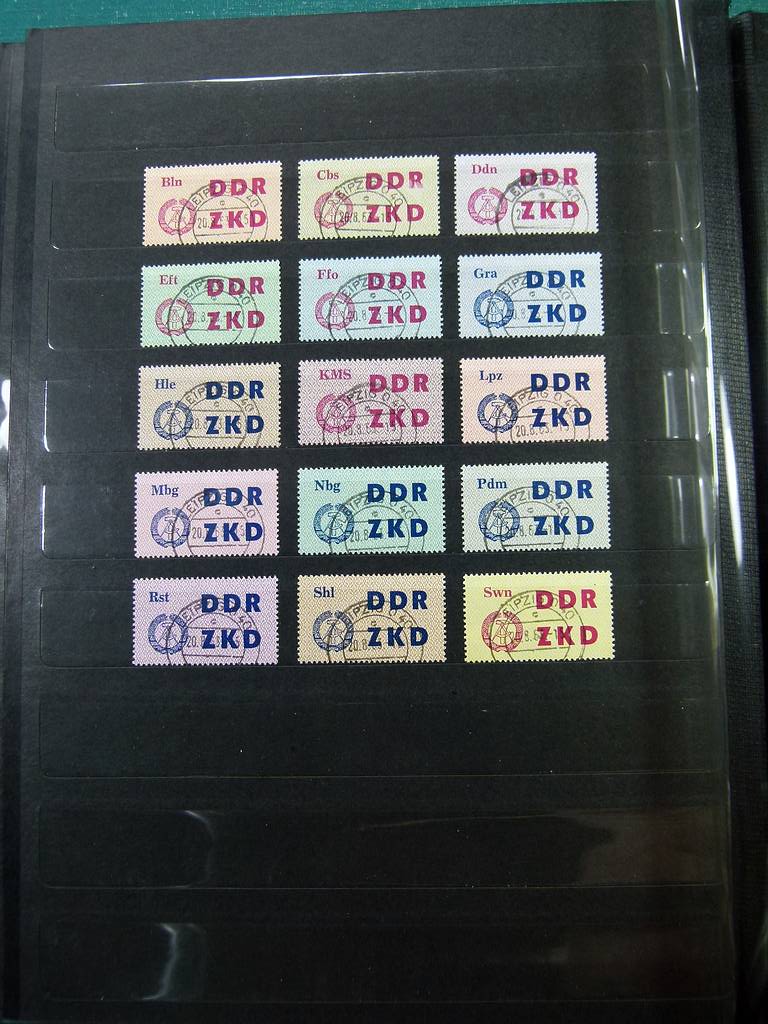 Bln
DDR
ZKD
Cbs
DDR
ZKD
Ddn
DDR
ZKD
Eft
DDR
ZKD
Ffo
DDR
ZKD
Gra
DDR
ZKD
Hle
DDR
ZKD
KMS
DDR
ZKD
Lpz
DDR
ZKD
Mbg
DDR
ZKD
Nbg
DDR
ZKD
Pdm
DDR
ZKD
Rst
DDR
ZKD
Shl
DDR
ZKD
Swn
DDR
ZKD